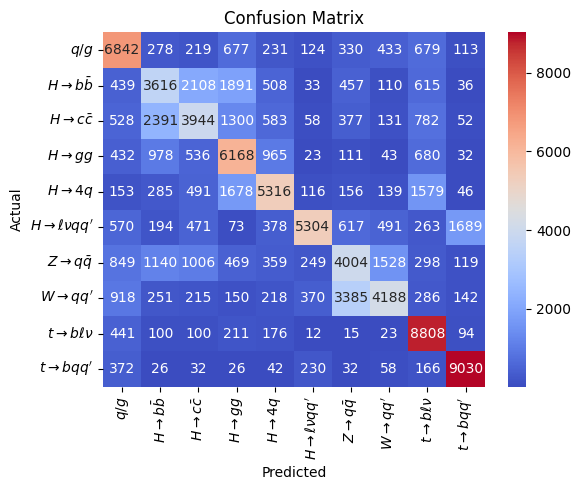 Confusion Matrix
q/g 6842 278 219 677 231 124 330 433 679 113
H → bb̄ 439 3616 2108 1891 508 33 457 110 615 36
H → cc̄ 528 2391 3944 1300 583 58 377 131 782 52
H → gg 432 978 536 6168 965 23 111 43 680 32
H → 4q 153 285 491 1678 5316 116 156 139 1579 46
H → ℓνqq′ 570 194 471 73 378 5304 617 491 263 1689
Z → qq̄ 849 1140 1006 469 359 249 4004 1528 298 119
W → qq′ 918 251 215 150 218 370 3385 4188 286 142
t → bℓν 441 100 100 211 176 12 15 23 8808 94
t → bqq′ 372 26 32 26 42 230 32 58 166 9030
q/g H → bb̄ H → cc̄ H → gg H → 4q H → ℓνqq′ Z → qq̄ W → qq′ t → bℓν t → bqq′
Predicted
Actual
8000
6000
4000
2000